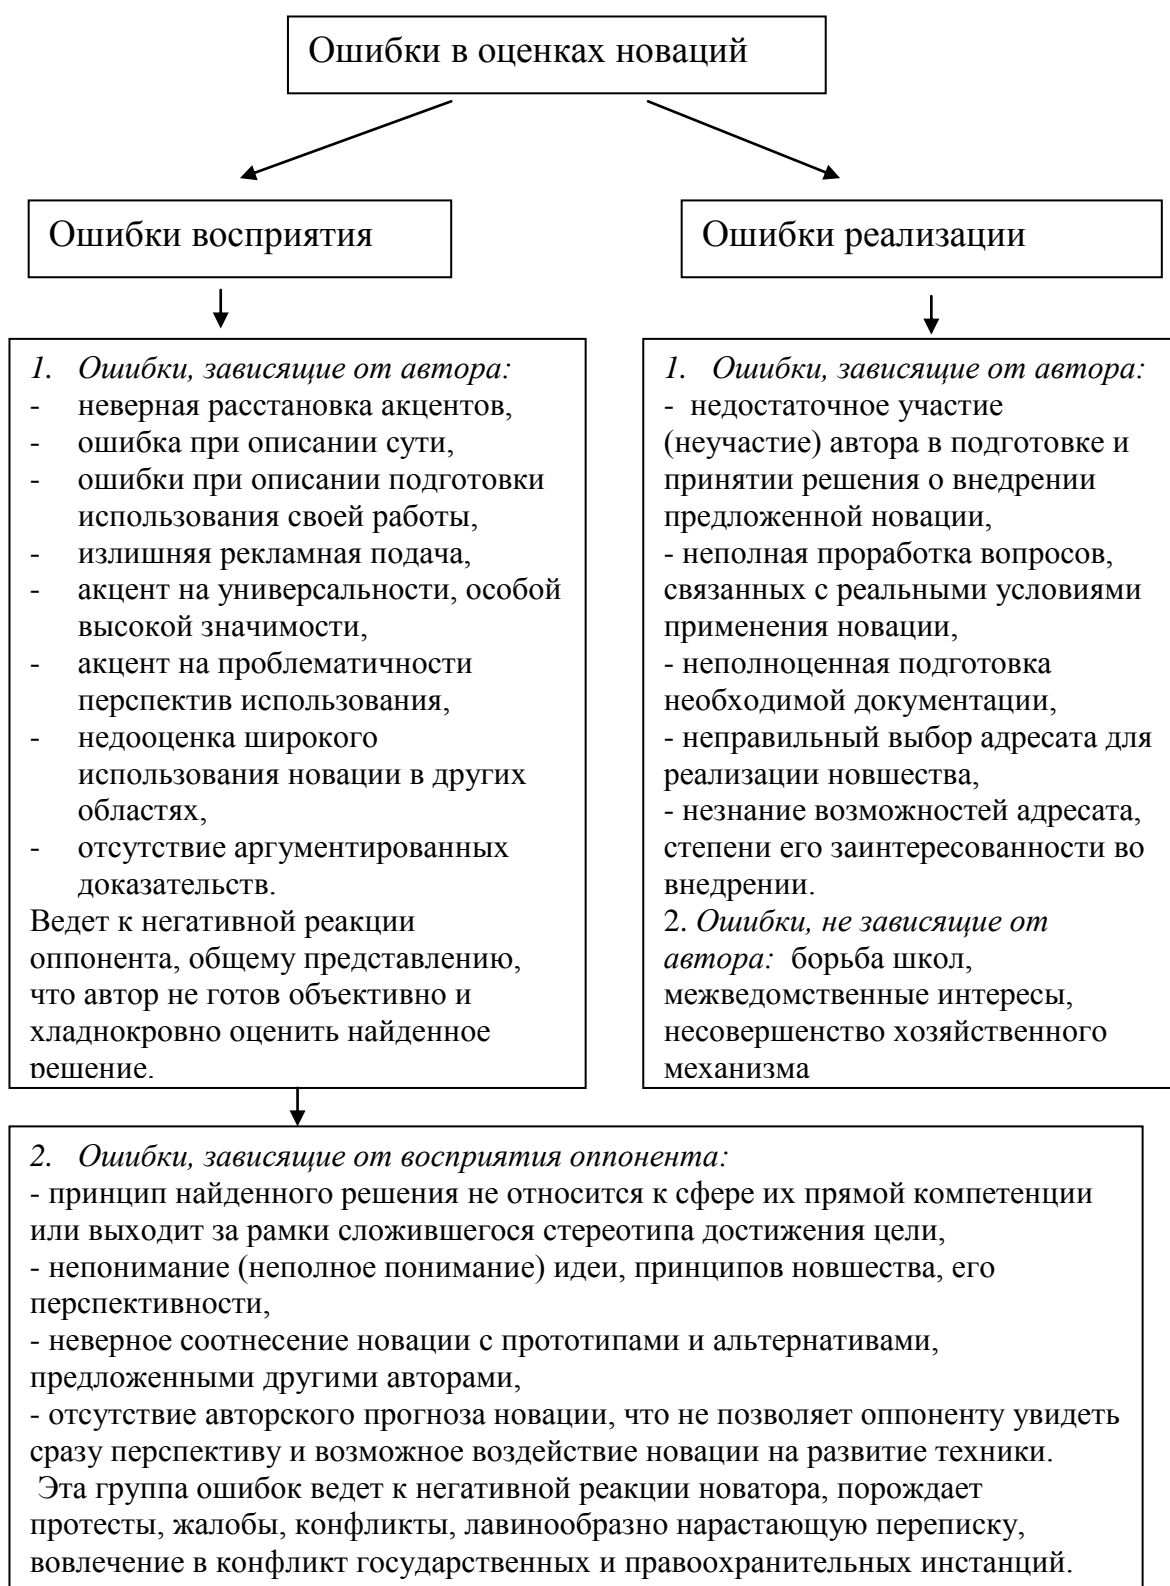 Ошибки в оценках новаций
Ошибки восприятия
Ошибки реализации
1. Ошибки, зависящие от автора:
- неверная расстановка акцентов,
- ошибка при описании сути,
- ошибки при описании подготовки
использования своей работы,
- излишняя рекламная подача,
- акцент на универсальности, особой
высокой значимости,
- акцент на проблематичности
перспектив использования,
- недооценка широкого
использования новации в других
областях,
- отсутствие аргументированных
доказательств.
Ведет к негативной реакции
оппонента, общему представлению,
что автор не готов объективно и
хладнокровно оценить найденное
решение.
1. Ошибки, зависящие от автора:
- недостаточное участие
(неучастие) автора в подготовке и
принятии решения о внедрении
предложенной новации,
- неполная проработка вопросов,
связанных с реальными условиями
применения новации,
- неполноценная подготовка
необходимой документации,
- неправильный выбор адресата для
реализации новшества,
- незнание возможностей адресата,
степени его заинтересованности во
внедрении.
2. Ошибки, не зависящие от
автора: борьба школ,
межведомственные интересы,
несовершенство хозяйственного
механизма
2. Ошибки, зависящие от восприятия оппонента:
- принцип найденного решения не относится к сфере их прямой компетенции
или выходит за рамки сложившегося стереотипа достижения цели,
- непонимание (неполное понимание) идеи, принципов новшества, его
перспективности,
- неверное соотнесение новации с прототипами и альтернативами,
предложенными другими авторами,
- отсутствие авторского прогноза новации, что не позволяет оппоненту увидеть
сразу перспективу и возможное воздействие новации на развитие техники.
Эта группа ошибок ведет к негативной реакции новатора, порождает
протесты, жалобы, конфликты, лавинообразно нарастающую переписку,
вовлечение в конфликт государственных и правоохранительных инстанций.